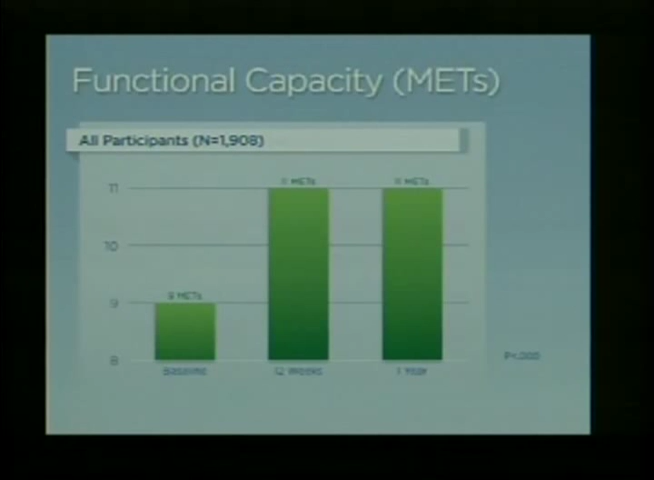 Functional Capacity (METs)
All Participants (N=1,908)
11 METs
11 METs
11
10
9 METs
9
8
Baseline
12 Weeks
1 Year